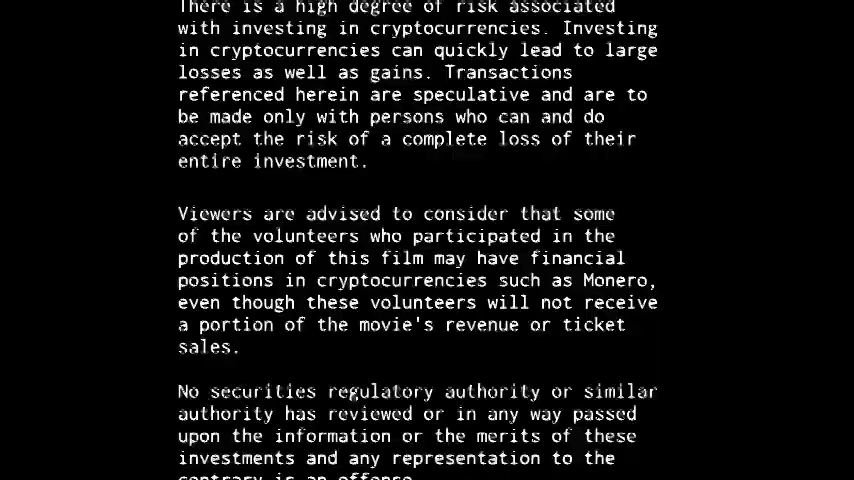 There is a high degree of risk associated
with investing in cryptocurrencies. Investing
in cryptocurrencies can quickly lead to large
losses as well as gains. Transactions
referenced herein are speculative and are to
be made only with persons who can and do
accept the risk of a complete loss of their
entire investment.
Viewers are advised to consider that some
of the volunteers who participated in the
production of this film may have financial
positions in cryptocurrencies such as Monero,
even though these volunteers will not receive
a portion of the movie's revenue or ticket
sales.
No securities regulatory authority or similar
authority has reviewed or in any way passed
upon the information or the merits of these
investments and any representation to the
contrary is an offense